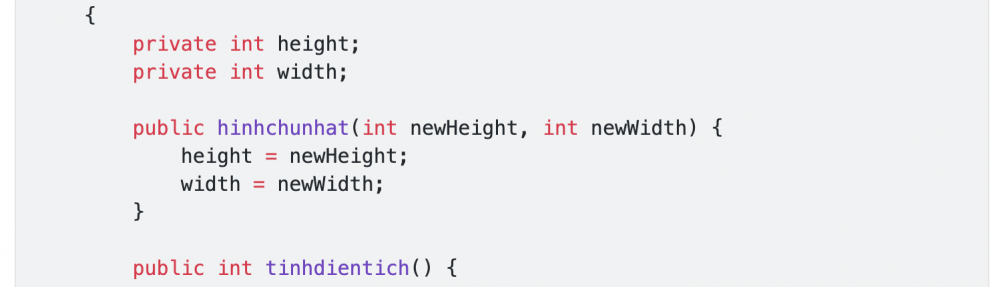 {
private int height;
private int width;
public hinhchunhat(int newHeight, int newWidth) {
height = newHeight;
width = newWidth;
}
public int tinhdientich() {